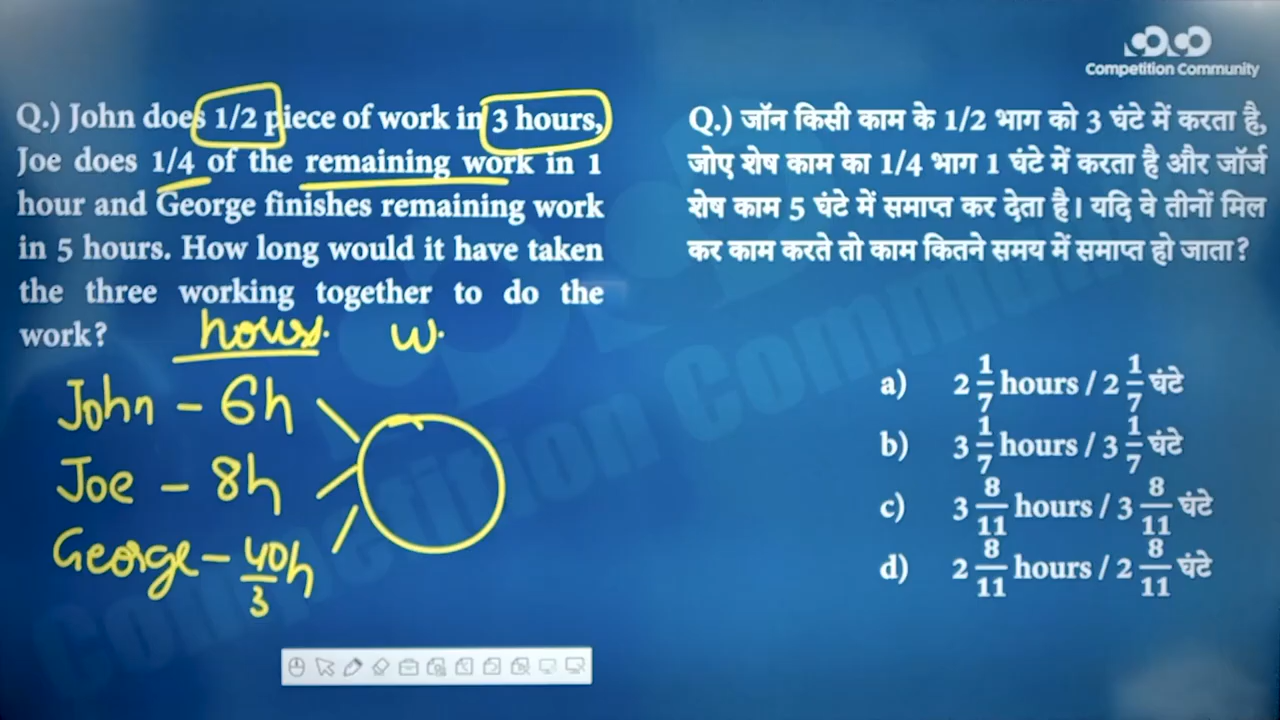 Competition Community
Q.) John does 1/2 piece of work in 3 hours,
Joe does 1/4 of the remaining work in 1
hour and George finishes remaining work
in 5 hours. How long would it have taken
the three working together to do the
work?
hours. W.
John - 6h
Joe - 8h
George - 40/3 h
Q.) जॉन किसी काम के 1/2 भाग को 3 घंटे में करता है,
जोए शेष काम का 1/4 भाग 1 घंटे में करता है और जॉर्ज
शेष काम 5 घंटे में समाप्त कर देता है। यदि वे तीनों मिल
कर काम करते तो काम कितने समय में समाप्त हो जाता?
a) 2 1/7 hours / 2 1/7 घंटे
b) 3 1/7 hours / 3 1/7 घंटे
c) 3 8/11 hours / 3 8/11 घंटे
d) 2 8/11 hours / 2 8/11 घंटे
Competition Community